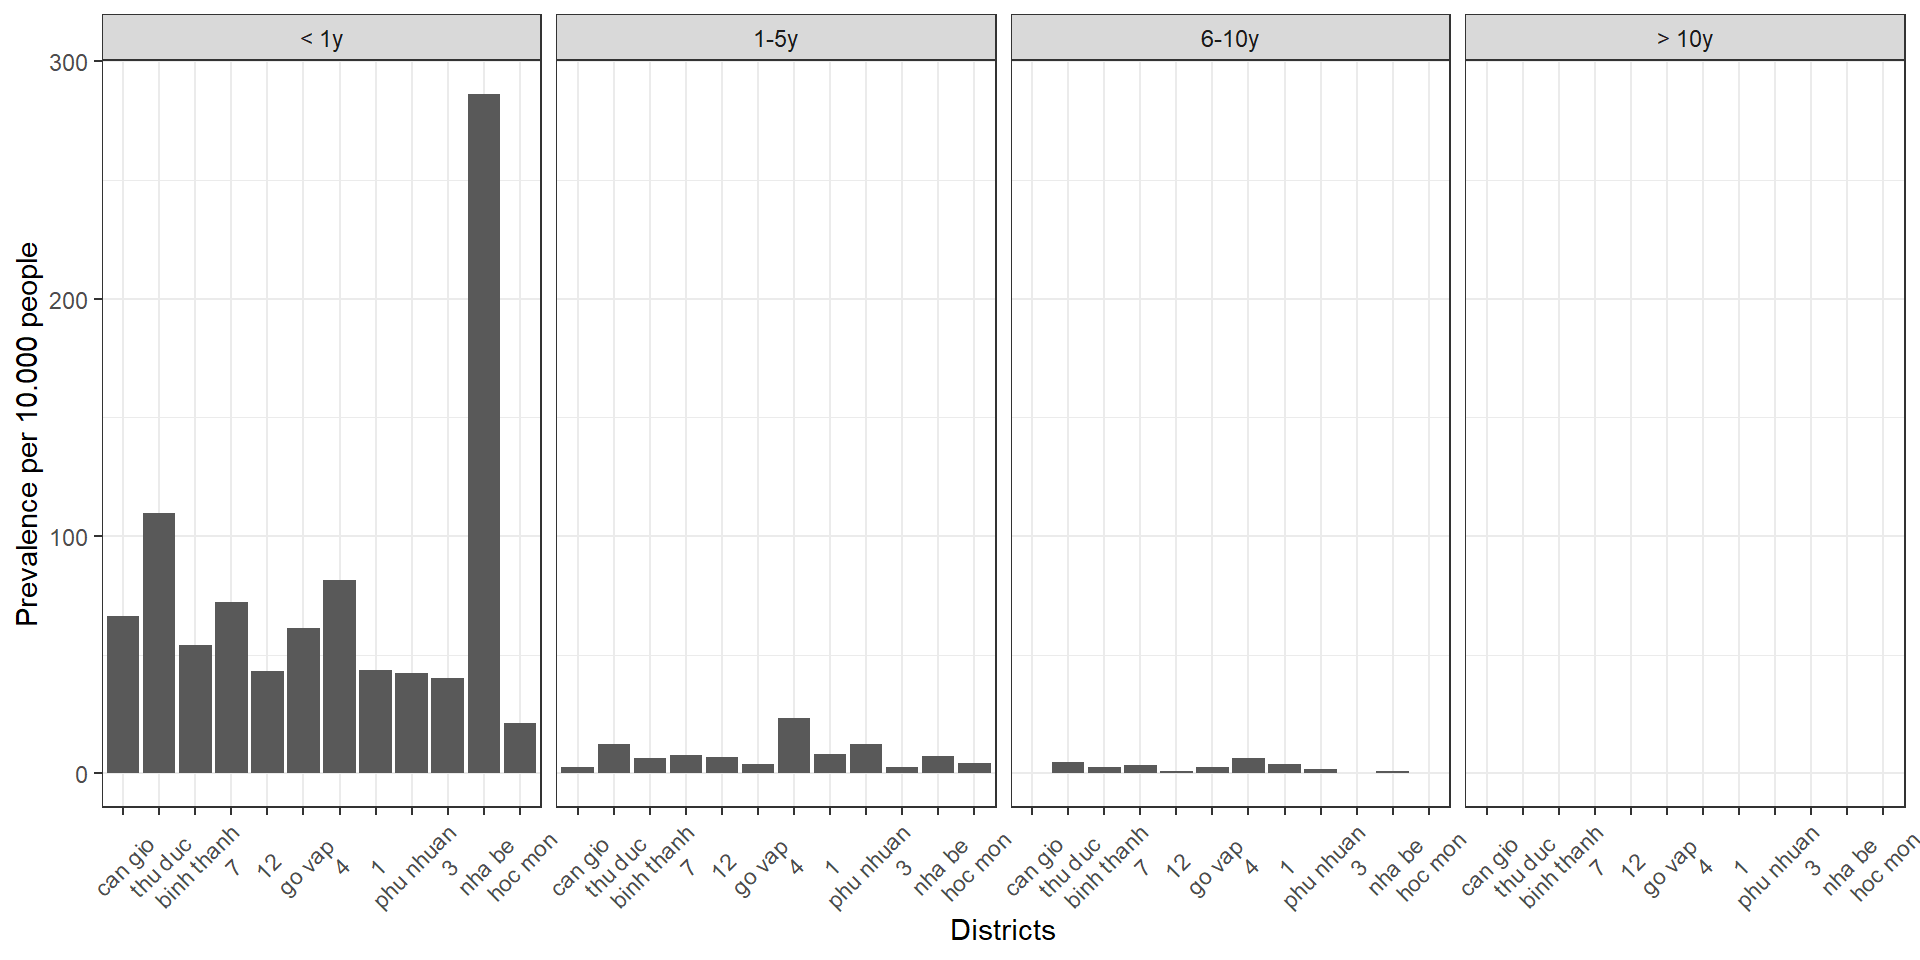 < 1y
1-5y
6-10y
> 10y
Prevalence per 10.000 people
300
200
100
0
can gio
thu duc
binh thanh
7
12
go vap
4
1
phu nhuan
3
nha be
hoc mon
can gio
thu duc
binh thanh
7
12
go vap
4
1
phu nhuan
3
nha be
hoc mon
can gio
thu duc
binh thanh
7
12
go vap
4
1
phu nhuan
3
nha be
hoc mon
can gio
thu duc
binh thanh
7
12
go vap
4
1
phu nhuan
3
nha be
hoc mon
Districts